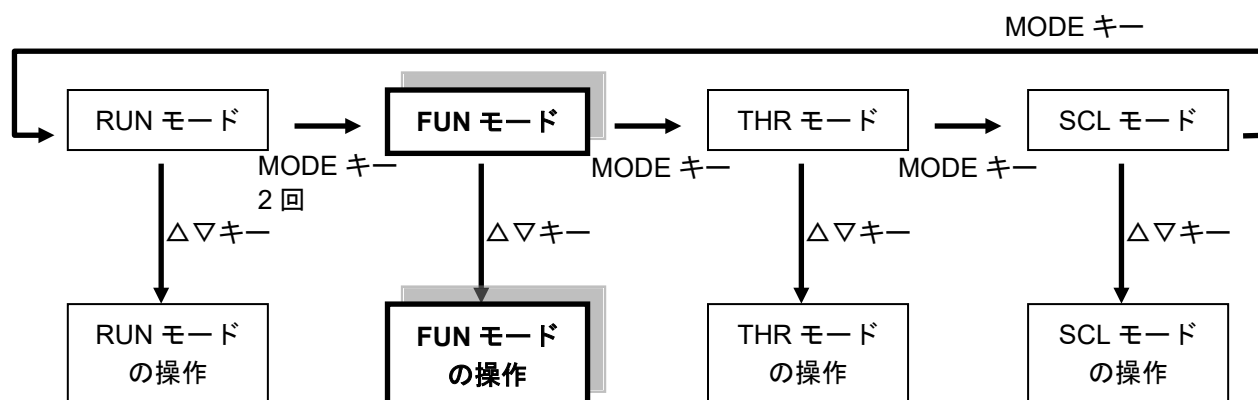 MODE キー
RUN モード
FUN モード
THR モード
SCL モード
MODE キー
2 回
MODE キー
MODE キー
△▽キー
△▽キー
△▽キー
△▽キー
RUN モード
の操作
FUN モード
の操作
THR モード
の操作
SCL モード
の操作